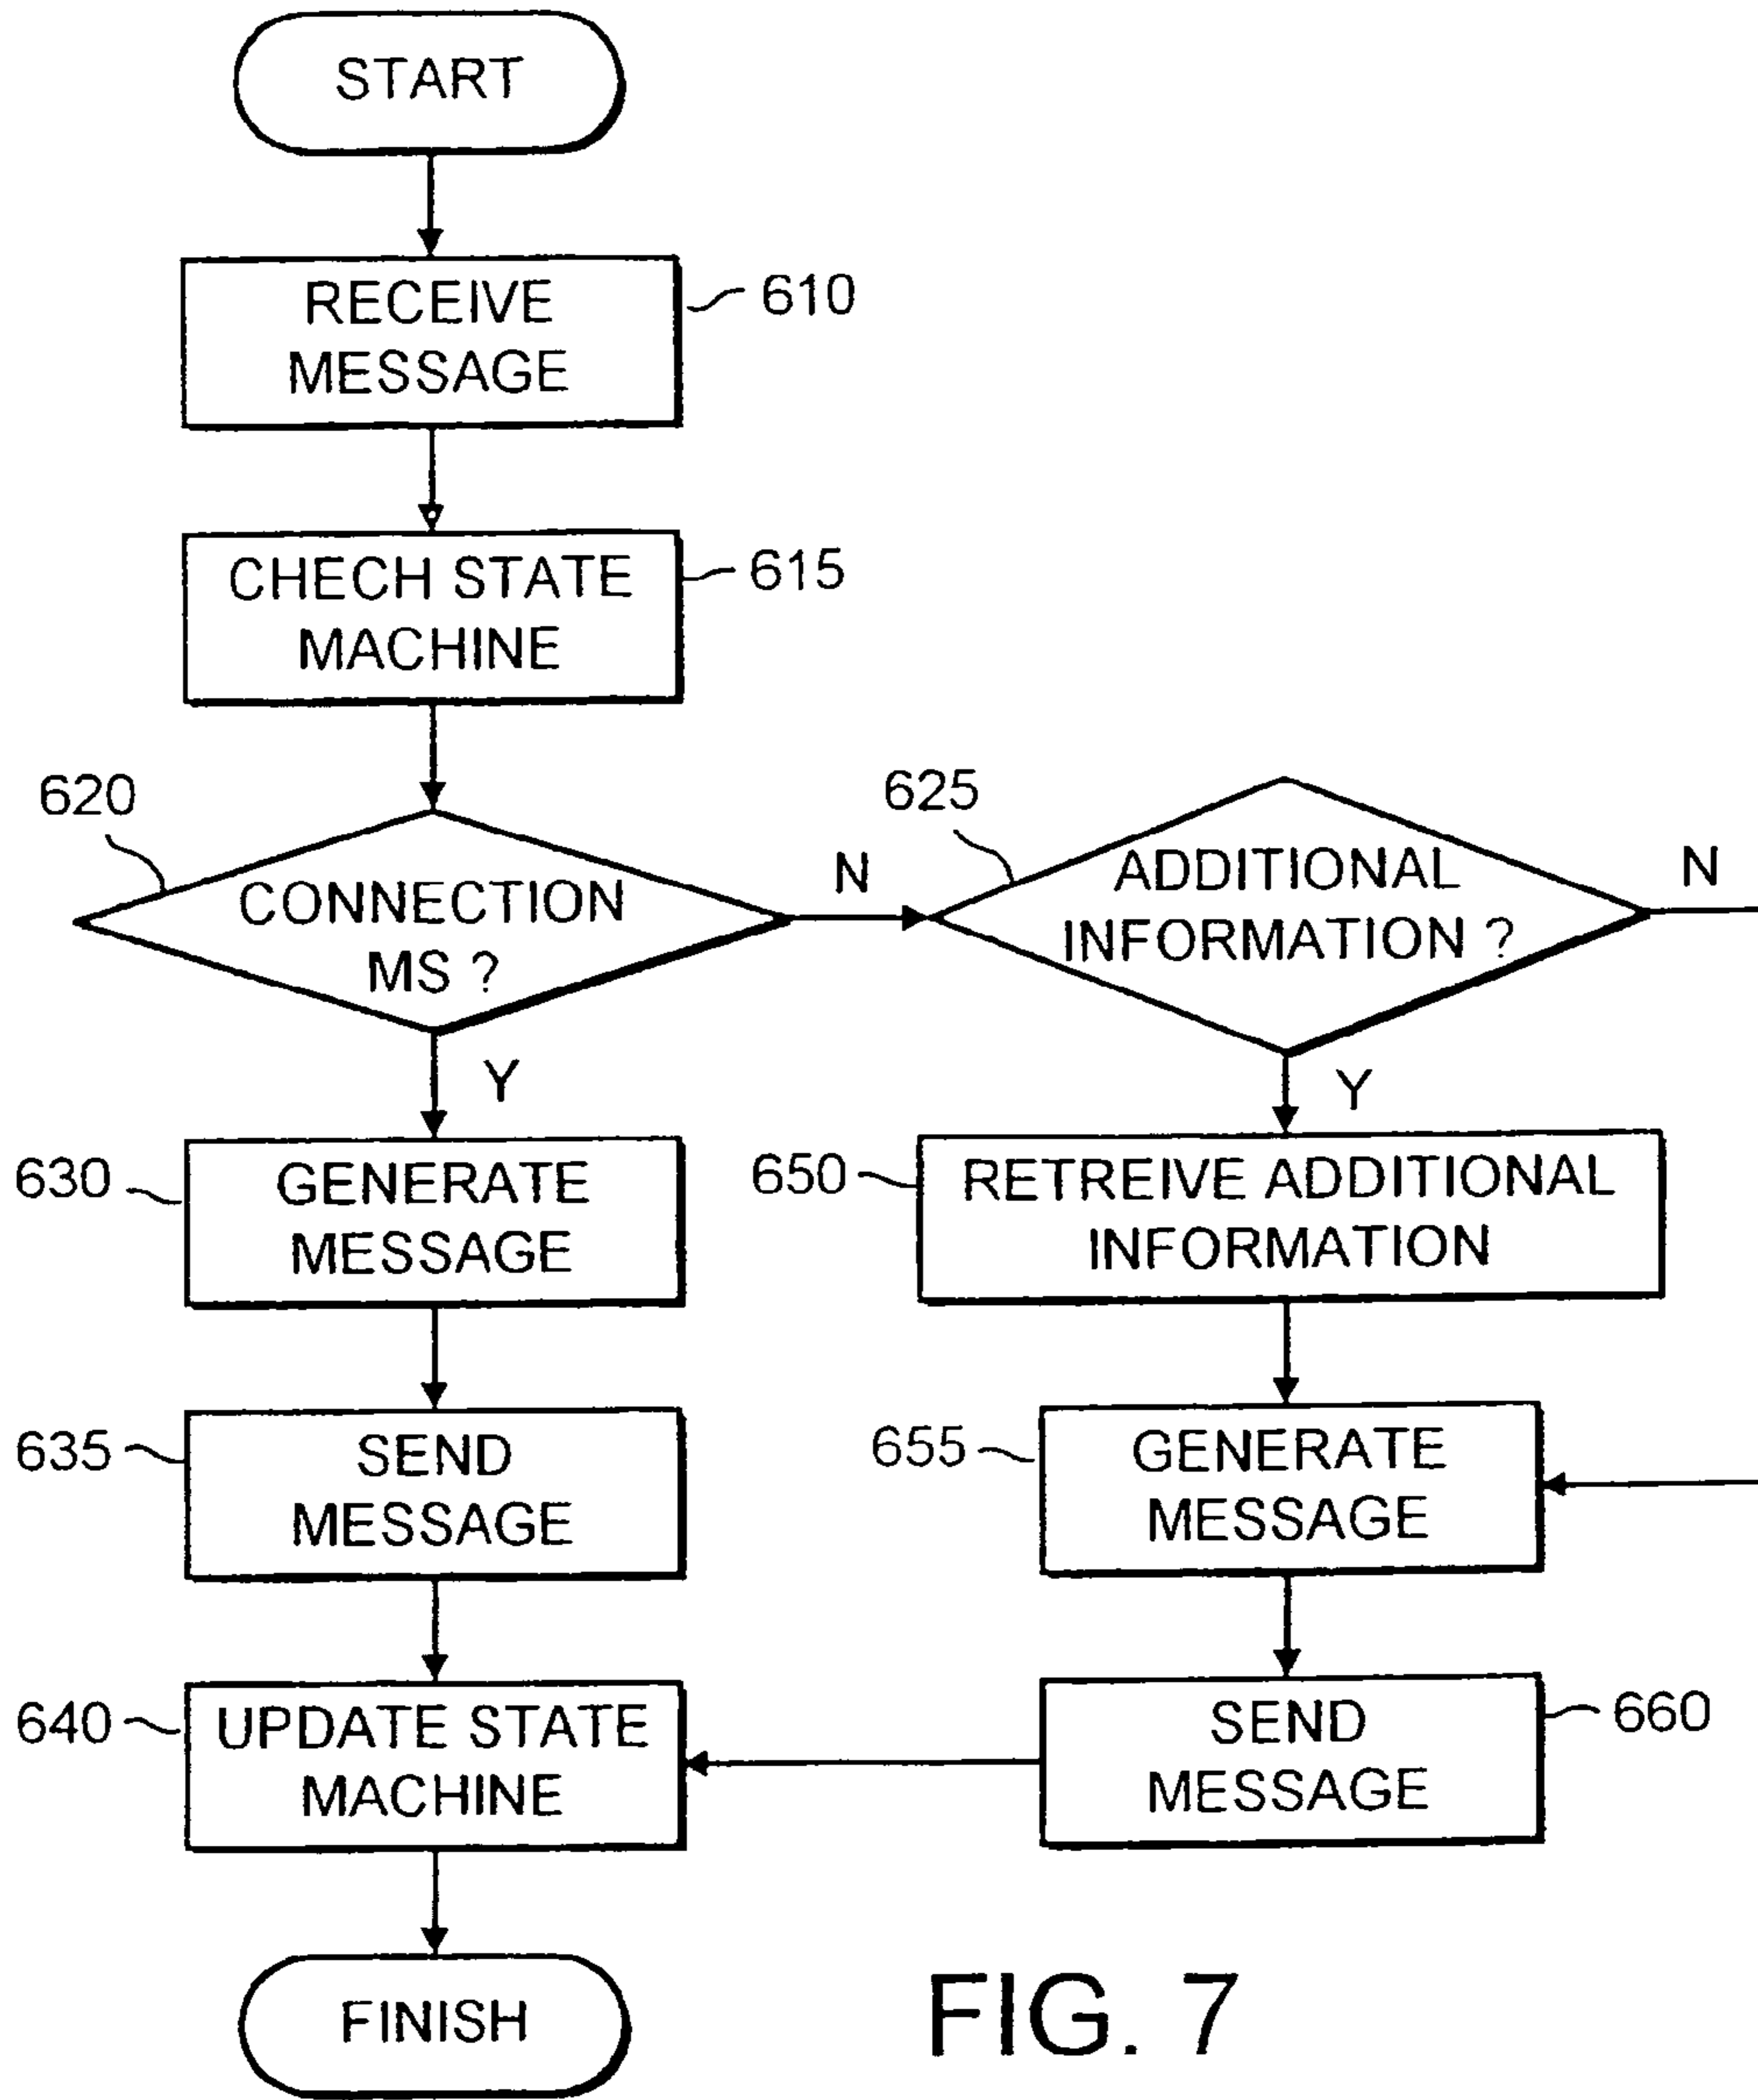 START
RECEIVE
MESSAGE
610
CHECH STATE
MACHINE
615
620
CONNECTION
MS ?
N
625
ADDITIONAL
INFORMATION ?
N
Y
Y
630
GENERATE
MESSAGE
650
RETREIVE ADDITIONAL
INFORMATION
635
SEND
MESSAGE
655
GENERATE
MESSAGE
640
UPDATE STATE
MACHINE
SEND
MESSAGE
660
FINISH
FIG. 7